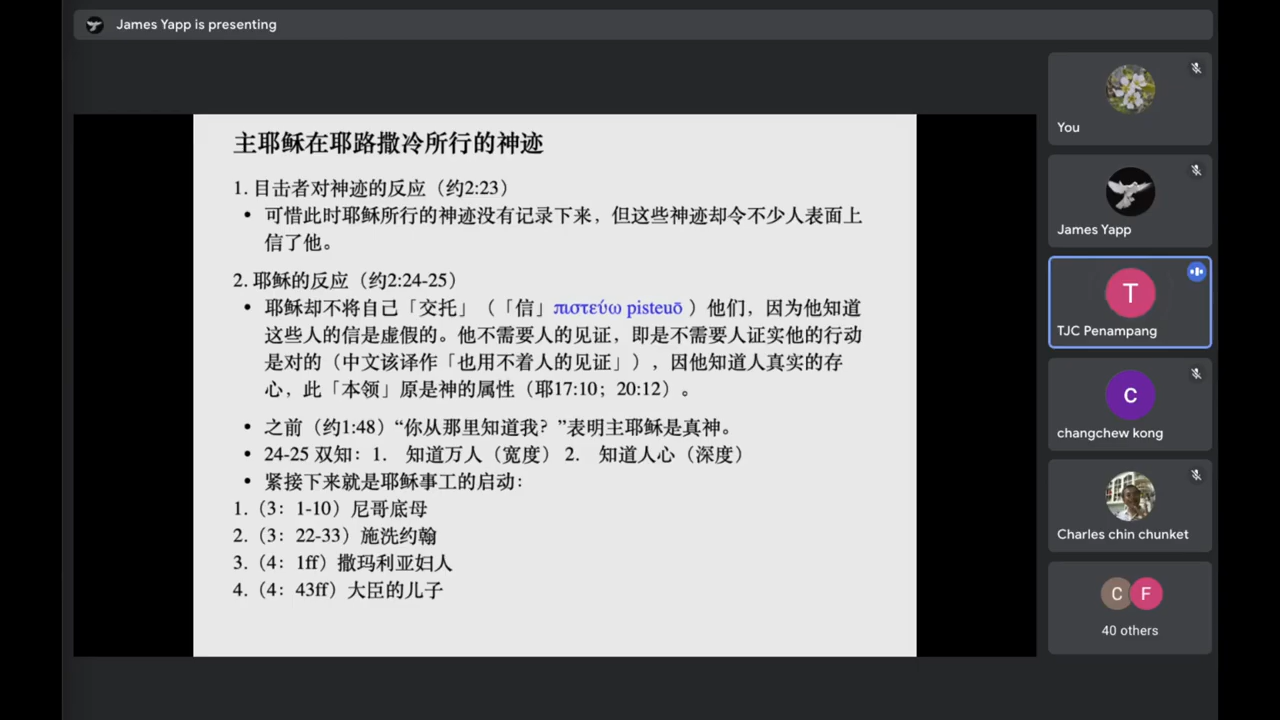 James Yapp is presenting
主耶稣在耶路撒冷所行的神迹
1. 目击者对神迹的反应（约2:23）
• 可惜此时耶稣所行的神迹没有记录下来，但这些神迹却令不少人表面上
信了他。
2. 耶稣的反应（约2:24-25）
• 耶稣却不将自己「交托」（「信」πιστεύω pisteuō ）他们，因为他知道
这些人的信是虚假的。他不需要人的见证，即是不需要人证实他的行动
是对的（中文该译作「也用不着人的见证」），因他知道人真实的存
心，此「本领」原是神的属性（耶17:10；20:12）。
• 之前（约1:48）“你从那里知道我？”表明主耶稣是真神。
• 24-25 双知：1. 知道万人（宽度）2. 知道人心（深度）
• 紧接下来就是耶稣事工的启动：
1.（3：1-10）尼哥底母
2.（3：22-33）施洗约翰
3.（4：1ff）撒玛利亚妇人
4.（4：43ff）大臣的儿子
You
James Yapp
T
TJC Penampang
C
changchew kong
Charles chin chunket
C F
40 others